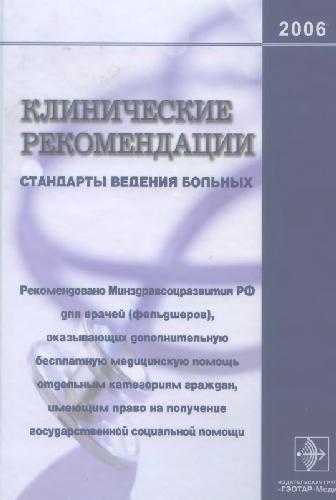 2006
КЛИНИЧЕСКИЕ
РЕКОМЕНДАЦИИ
СТАНДАРТЫ ВЕДЕНИЯ БОЛЬНЫХ
Рекомендовано Минздравсоцразвития РФ
для врачей (фельдшеров),
оказывающих дополнительную
бесплатную медицинскую помощь
отдельным категориям граждан,
имеющим право на получение
государственной социальной помощи